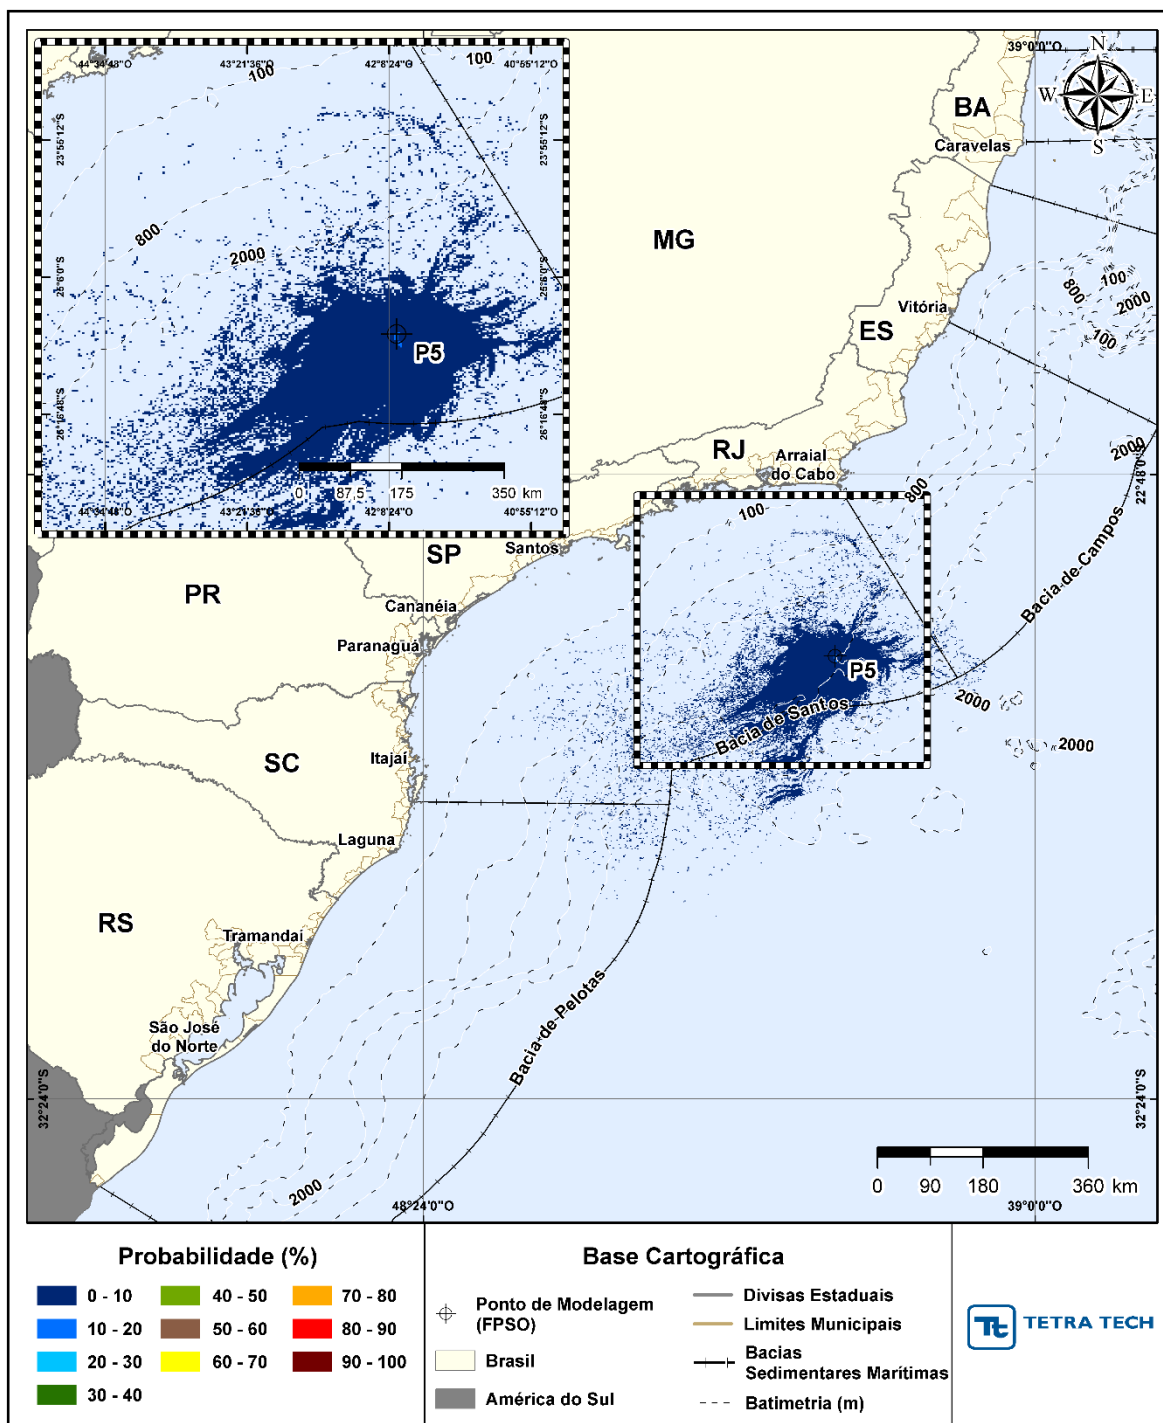 44°34'48"O
43°21'36"O
42°8'24"O
40°55'12"O
100
100
23°55'12"S
23°55'12"S
800
2000
25°6'0"S
25°6'0"S
P5
26°16'48"S
26°16'48"S
0 87,5 175 350 km
44°34'48"O
43°21'36"O
42°8'24"O
40°55'12"O
39°0'0"O
N
W
E
S
BA
Caravelas
MG
Vitória
ES
800
100
2000
100
RJ
Arraial
do Cabo
2000
22°48'0"S
800
100
Bacia de Campos
SP
Santos
PR
Cananéia
Paranaguá
P5
Bacia de Santos
2000
2000
SC
Itajaí
Laguna
RS
Tramandaí
São José
do Norte
Bacia de Pelotas
32°24'0"S
32°24'0"S
2000
48°24'0"O
39°0'0"O
0 90 180 360 km
Probabilidade (%)
0 - 10
10 - 20
20 - 30
30 - 40
40 - 50
50 - 60
60 - 70
70 - 80
80 - 90
90 - 100
Base Cartográfica
Ponto de Modelagem
(FPSO)
Brasil
América do Sul
Divisas Estaduais
Limites Municipais
Bacias
Sedimentares Marítimas
Batimetria (m)
Tt
TETRA TECH